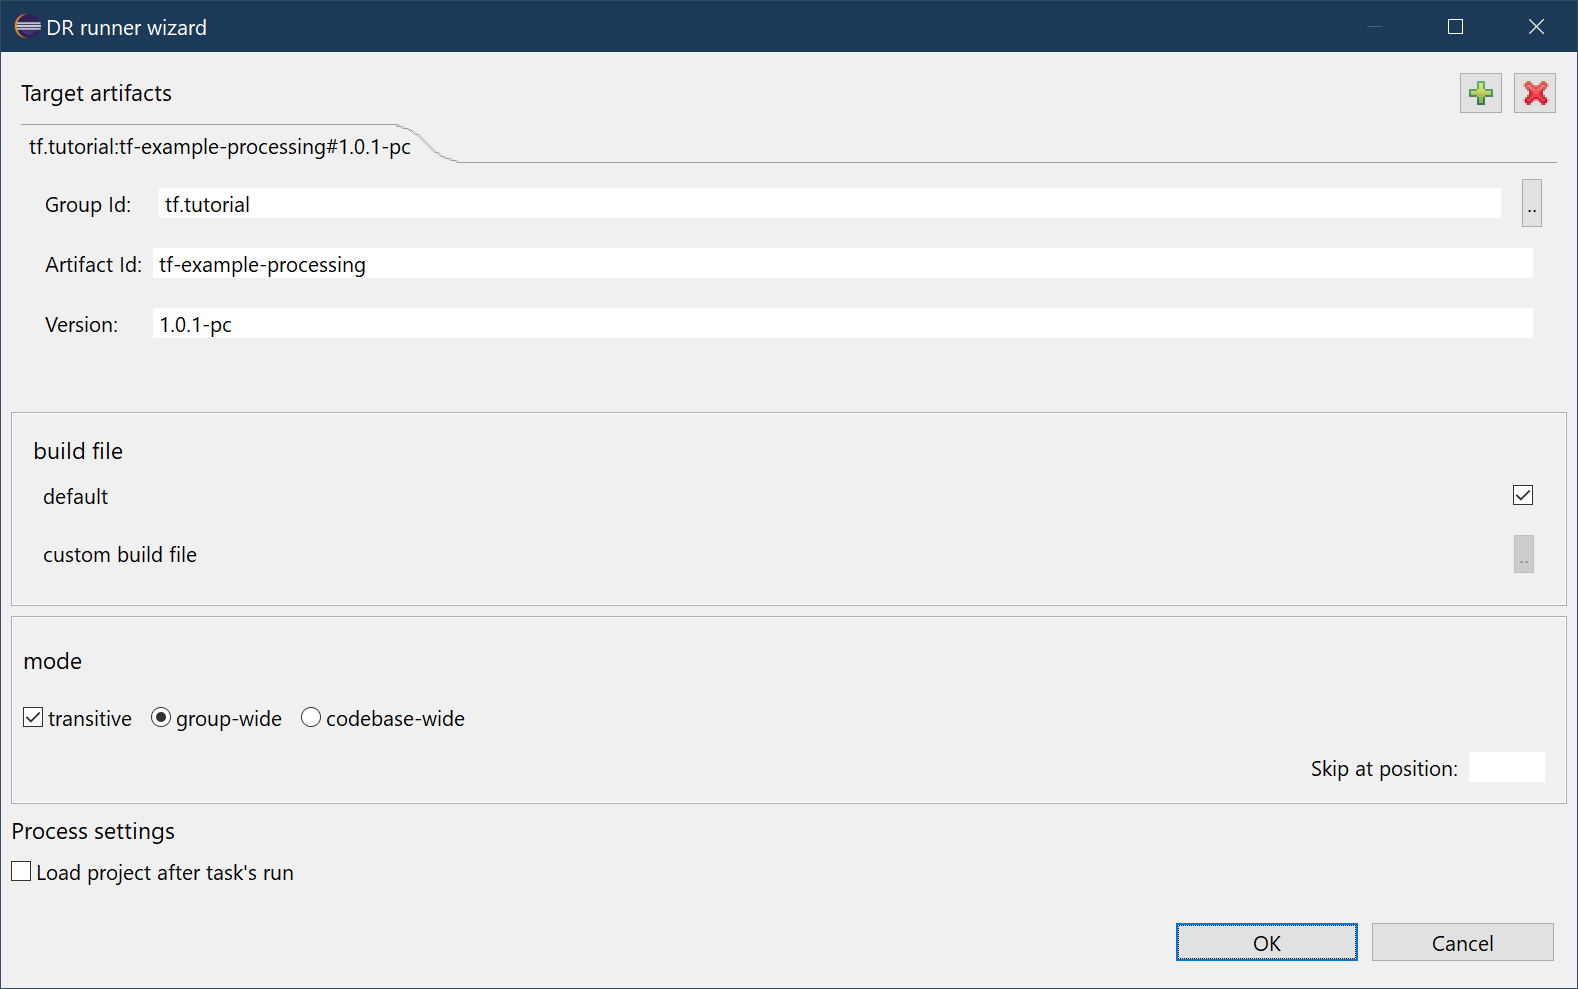 DR runner wizard
Target artifacts
tf.tutorial:tf-example-processing#1.0.1-pc
Group Id: tf.tutorial ..
Artifact Id: tf-example-processing
Version: 1.0.1-pc
build file
default
custom build file ..
mode
transitive group-wide codebase-wide
Skip at position:
Process settings
Load project after task's run
OK Cancel